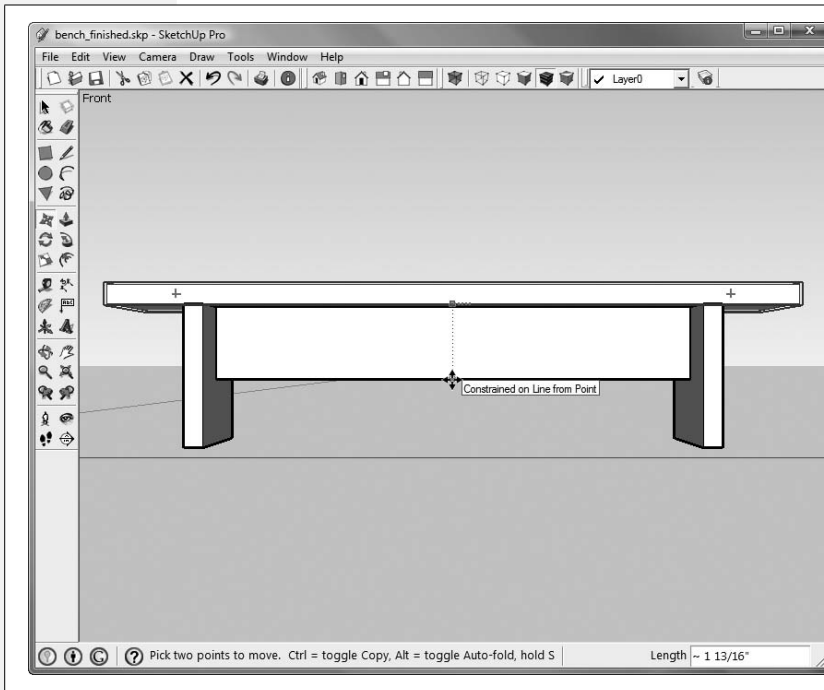 bench_finished.skp - SketchUp Pro
File Edit View Camera Draw Tools Window Help
Layer0
Front
Constrained on Line from Point
Pick two points to move. Ctrl = toggle Copy, Alt = toggle Auto-fold, hold S
Length ~ 1 13/16"